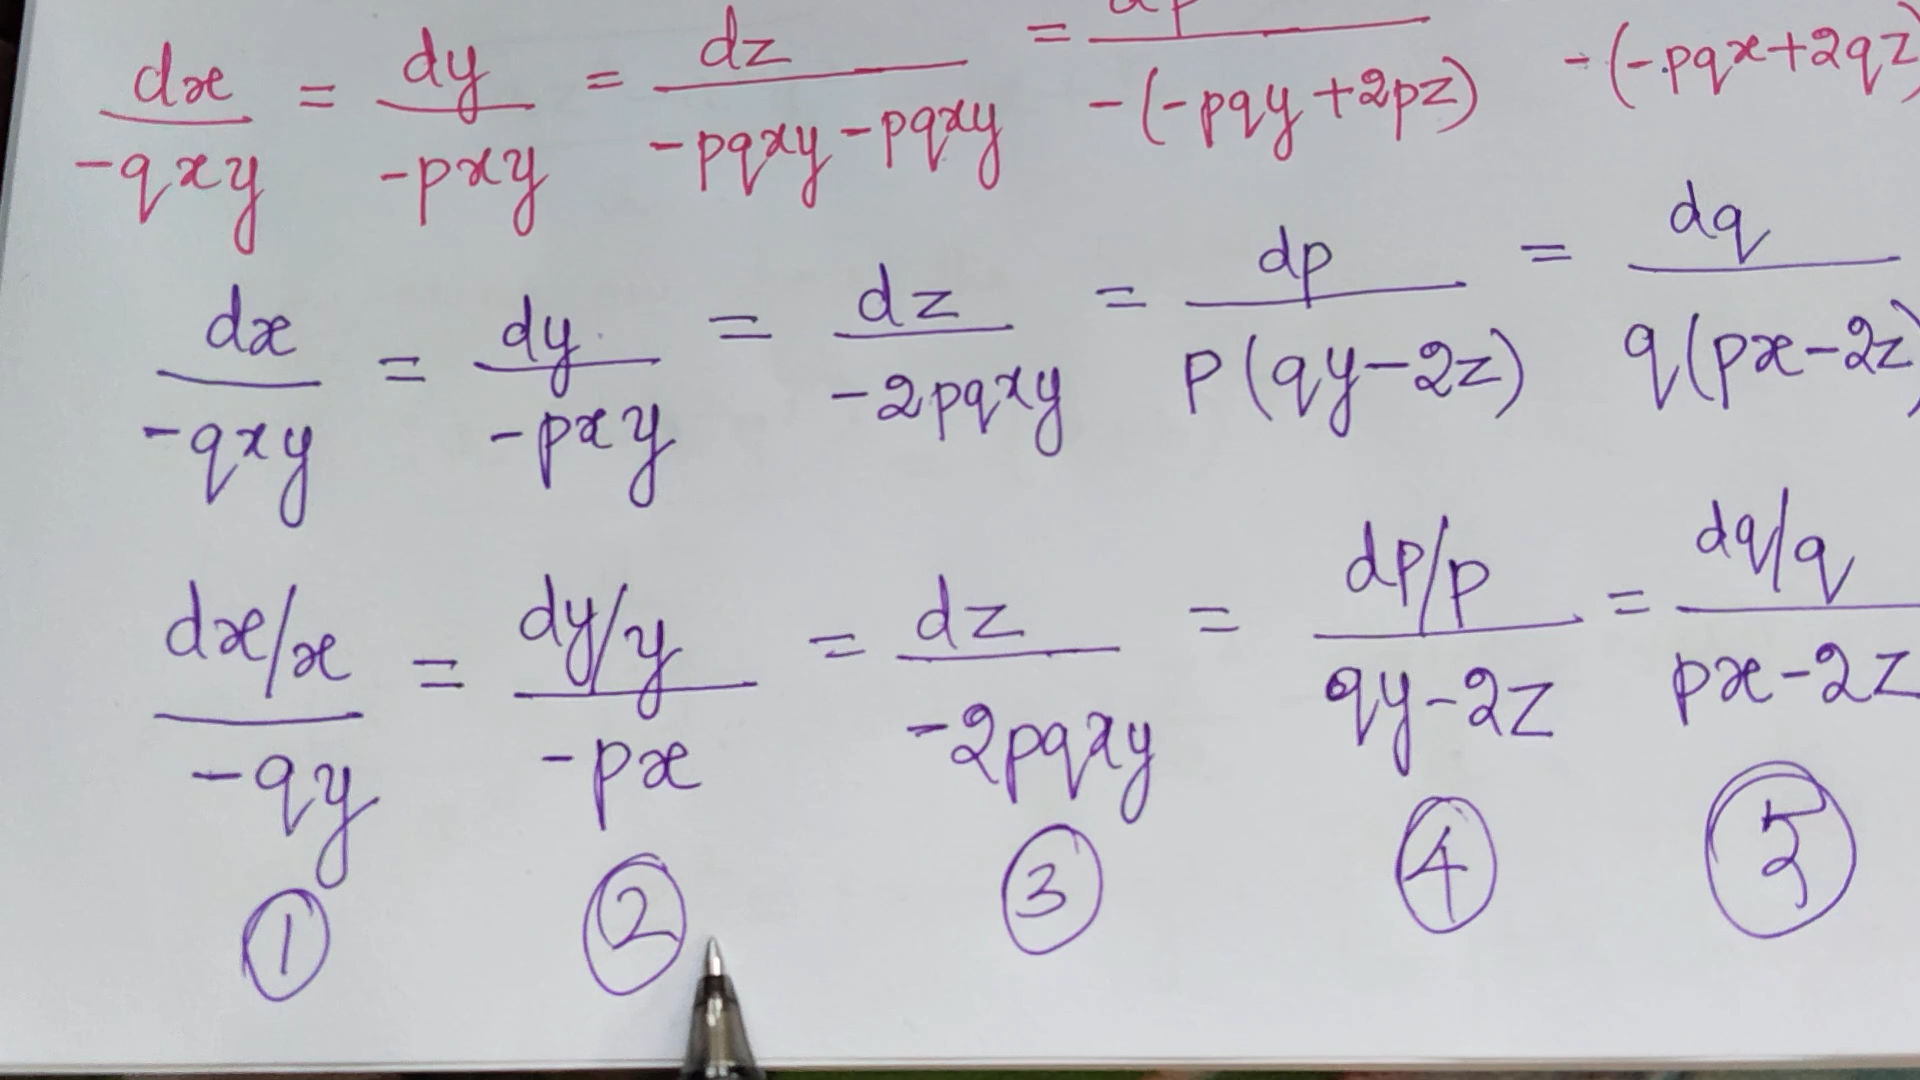 dx/-qxy = dy/-pxy = dz/-pqxy-pqxy = dp/-(-pqy+2pz) -(-pqx+2qz)
dx/-qxy = dy/-pxy = dz/-2pqxy = dp/p(qy-2z) = dq/q(px-2z)
dx/x/-qy = dy/y/-px = dz/-2pqxy = dp/p/qy-2z = dq/q/px-2z
① ② ③ ④ ⑤